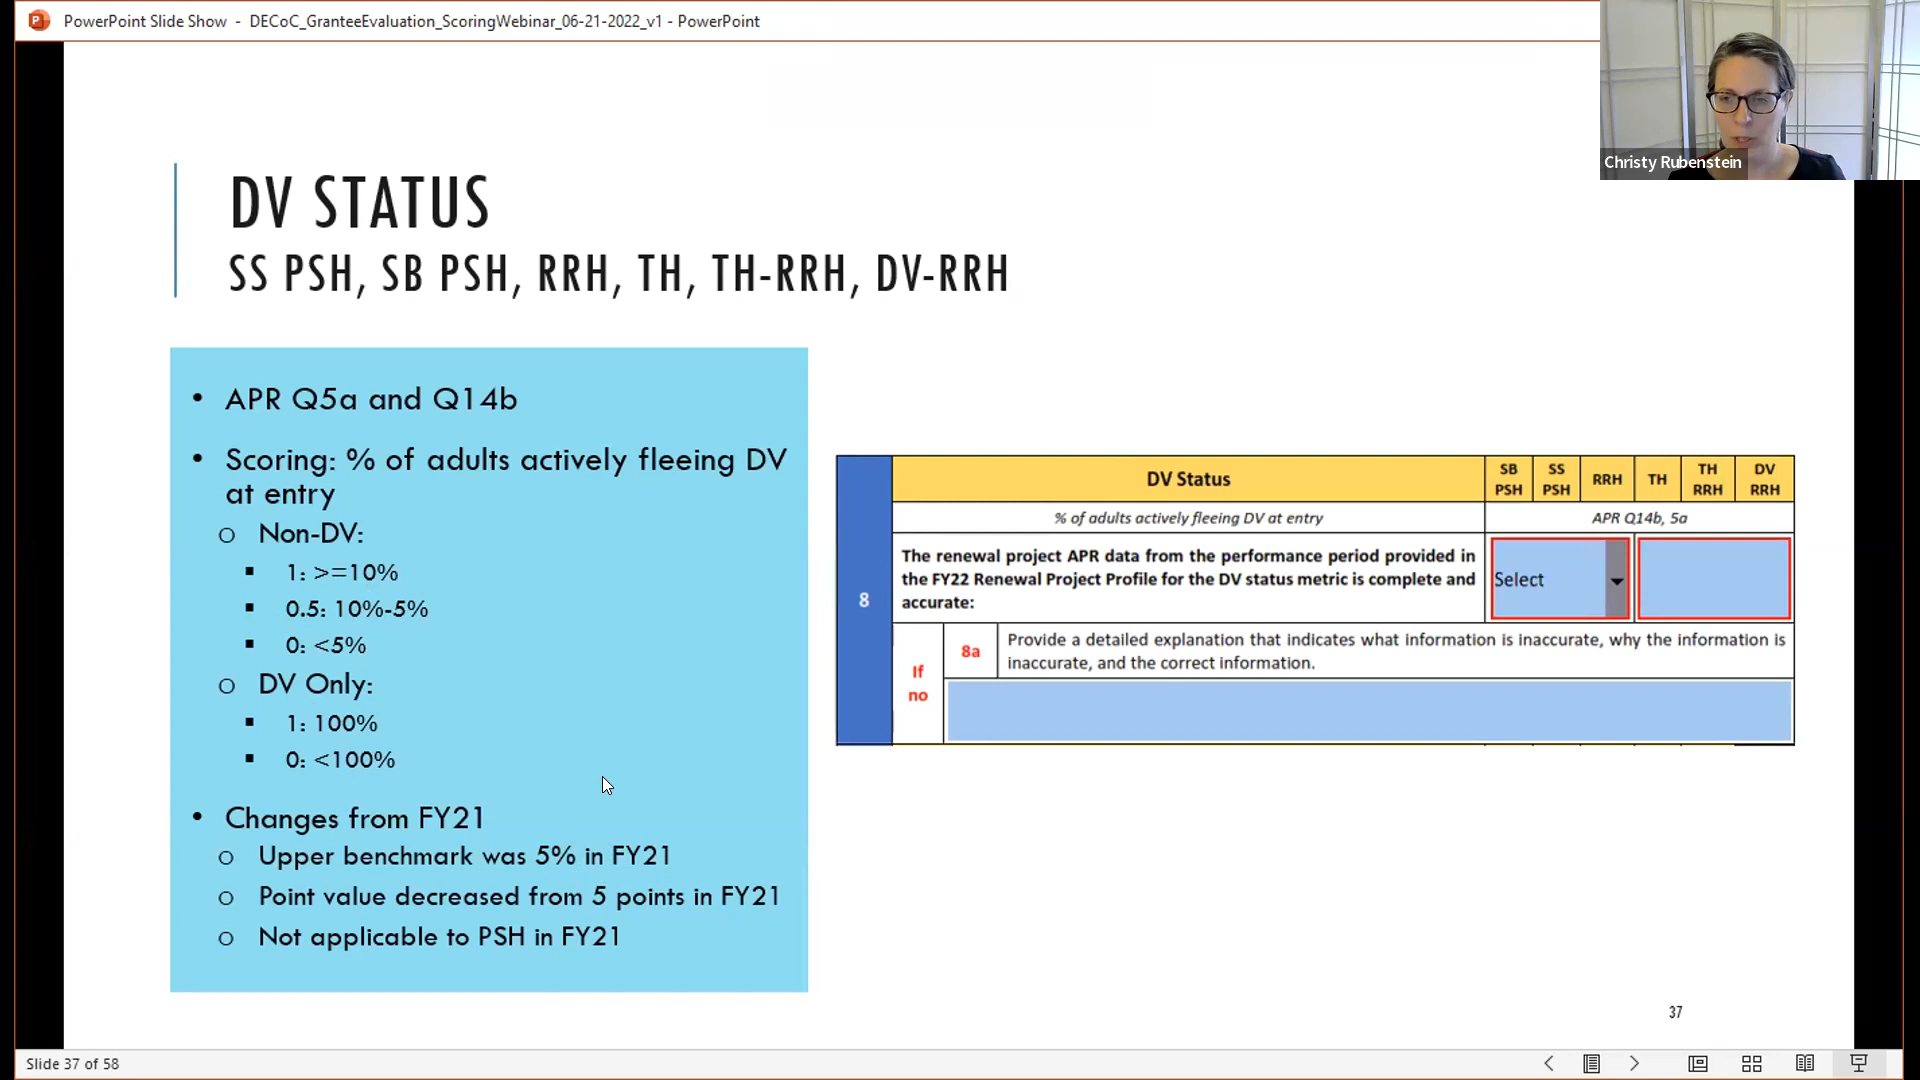 PowerPoint Slide Show - DECoC_GranteeEvaluation_ScoringWebinar_06-21-2022_v1 - PowerPoint
Christy Rubenstein
DV STATUS
SS PSH, SB PSH, RRH, TH, TH-RRH, DV-RRH
• APR Q5a and Q14b
• Scoring: % of adults actively fleeing DV
at entry
o Non-DV:
▪ 1: >=10%
▪ 0.5: 10%-5%
▪ 0: <5%
o DV Only:
▪ 1: 100%
▪ 0: <100%
• Changes from FY21
o Upper benchmark was 5% in FY21
o Point value decreased from 5 points in FY21
o Not applicable to PSH in FY21
8
DV Status
SB PSH
SS PSH
RRH
TH
TH RRH
DV RRH
% of adults actively fleeing DV at entry
APR Q14b, 5a
The renewal project APR data from the performance period provided in
the FY22 Renewal Project Profile for the DV status metric is complete and
accurate:
Select
If
no
8a
Provide a detailed explanation that indicates what information is inaccurate, why the information is
inaccurate, and the correct information.
37
Slide 37 of 58